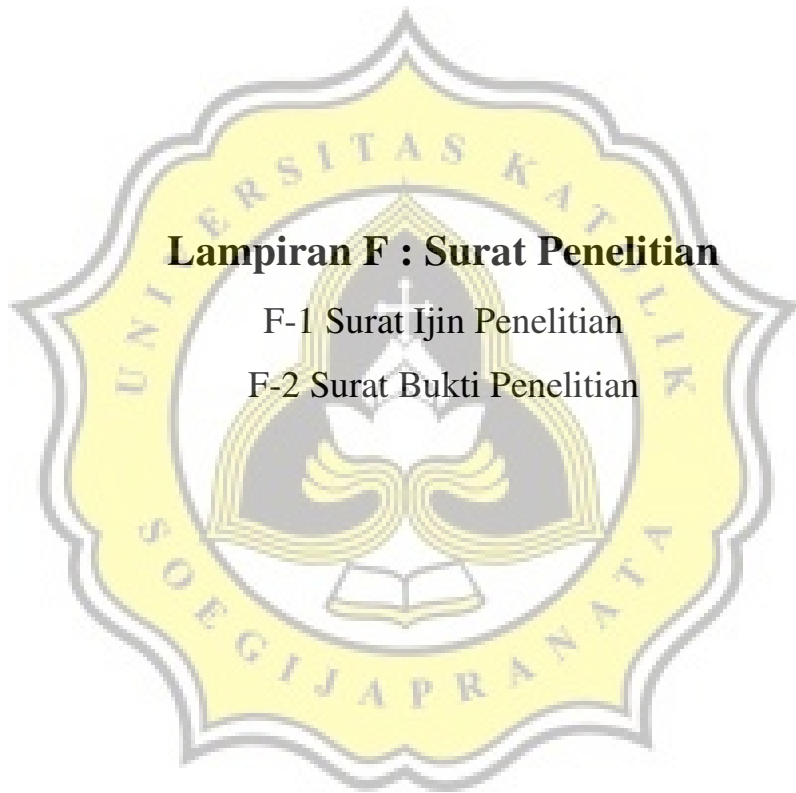 UNIVERSITAS KATOLIK
Lampiran F : Surat Penelitian
F-1 Surat Ijin Penelitian
F-2 Surat Bukti Penelitian
SOEGIJAPRANATA